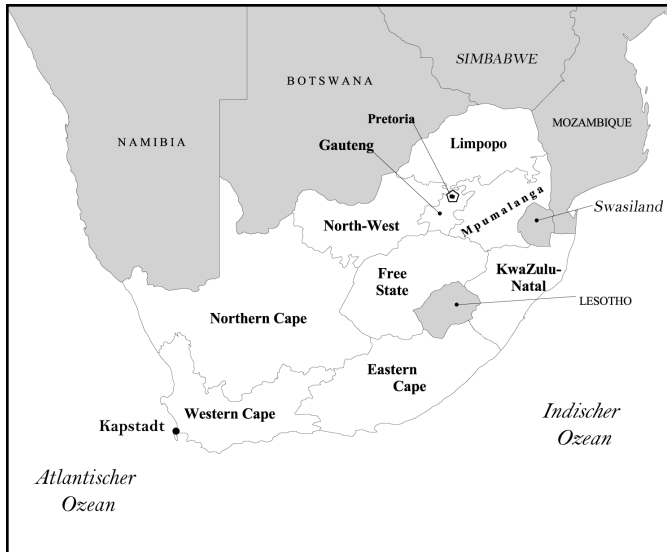 SIMBABWE
BOTSWANA
Pretoria
MOZAMBIQUE
NAMIBIA
Gauteng
Limpopo
Mpumalanga
Swasiland
North-West
Free
State
KwaZulu-
Natal
LESOTHO
Northern Cape
Eastern
Cape
Western Cape
Kapstadt
Indischer
Ozean
Atlantischer
Ozean